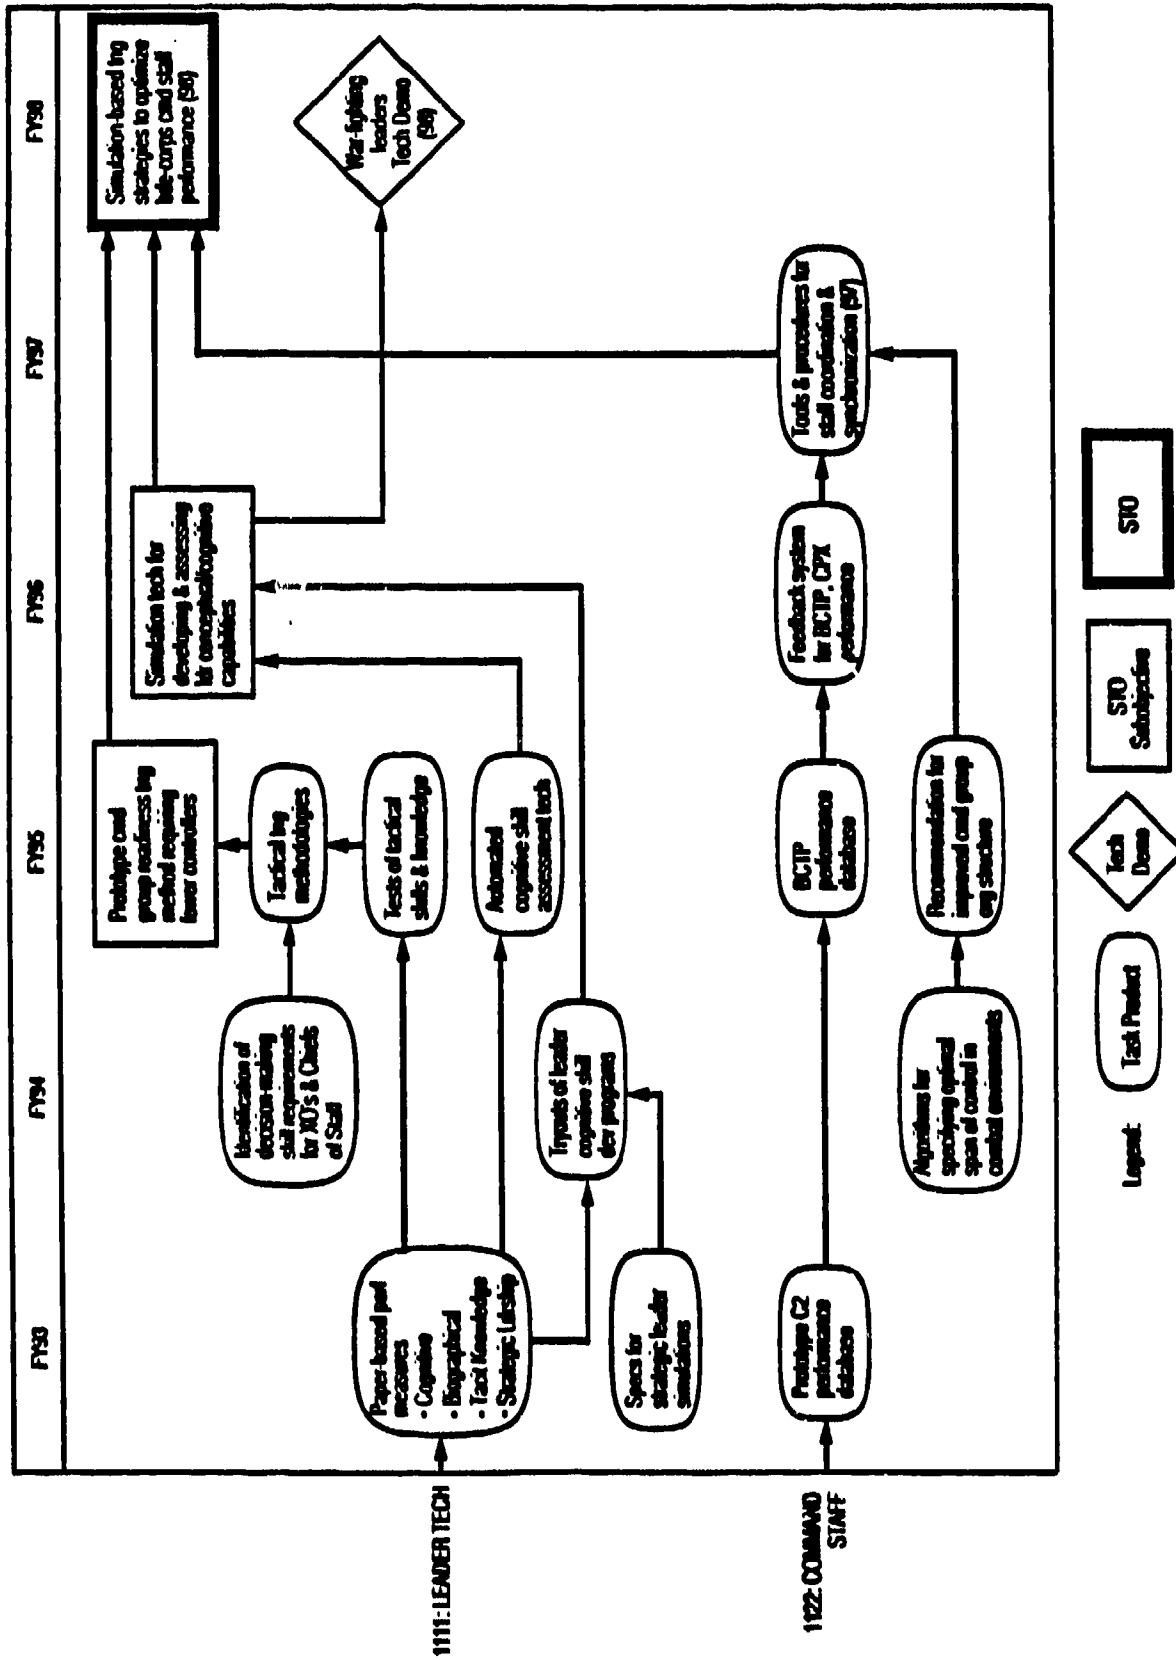 FY93
FY94
FY95
FY96
FY97
FY98
1111: LEADER TECH
Paper-based perf
measures
- Cognitive
- Biographical
- Tacit Knowledge
- Strategic Ldrship
Specs for
strategic leader
simulations
Identification of
decision-making
skill requirements
for XO's & Chiefs
of Staff
Tryouts of leader
cognitive skill
dev programs
Prototype cmd
group readiness tng
method requiring
fewer controllers
Tactical tng
methodologies
Tests of tactical
skills & knowledge
Automated
cognitive skill
assessment tech
Simulation tech for
developing & assessing
ldr conceptual/cognitive
capabilities
Simulation-based tng
strategies to optimize
bde-corps cmd staff
performance (98)
War-fighting
leaders
Tech Demo
(98)
1122: COMMAND
STAFF
Prototype C2
performance
database
Algorithms for
specifying optimal
span of control in
combat environments
BCTP
performance
database
Recommendation for
improved cmd group
org structure
Feedback system
for BCTP, CPX
performance
Tools & procedures for
staff coordination &
synchronization (97)
Legend:
Task Product
Tech
Demo
STO
Subobjective
STO